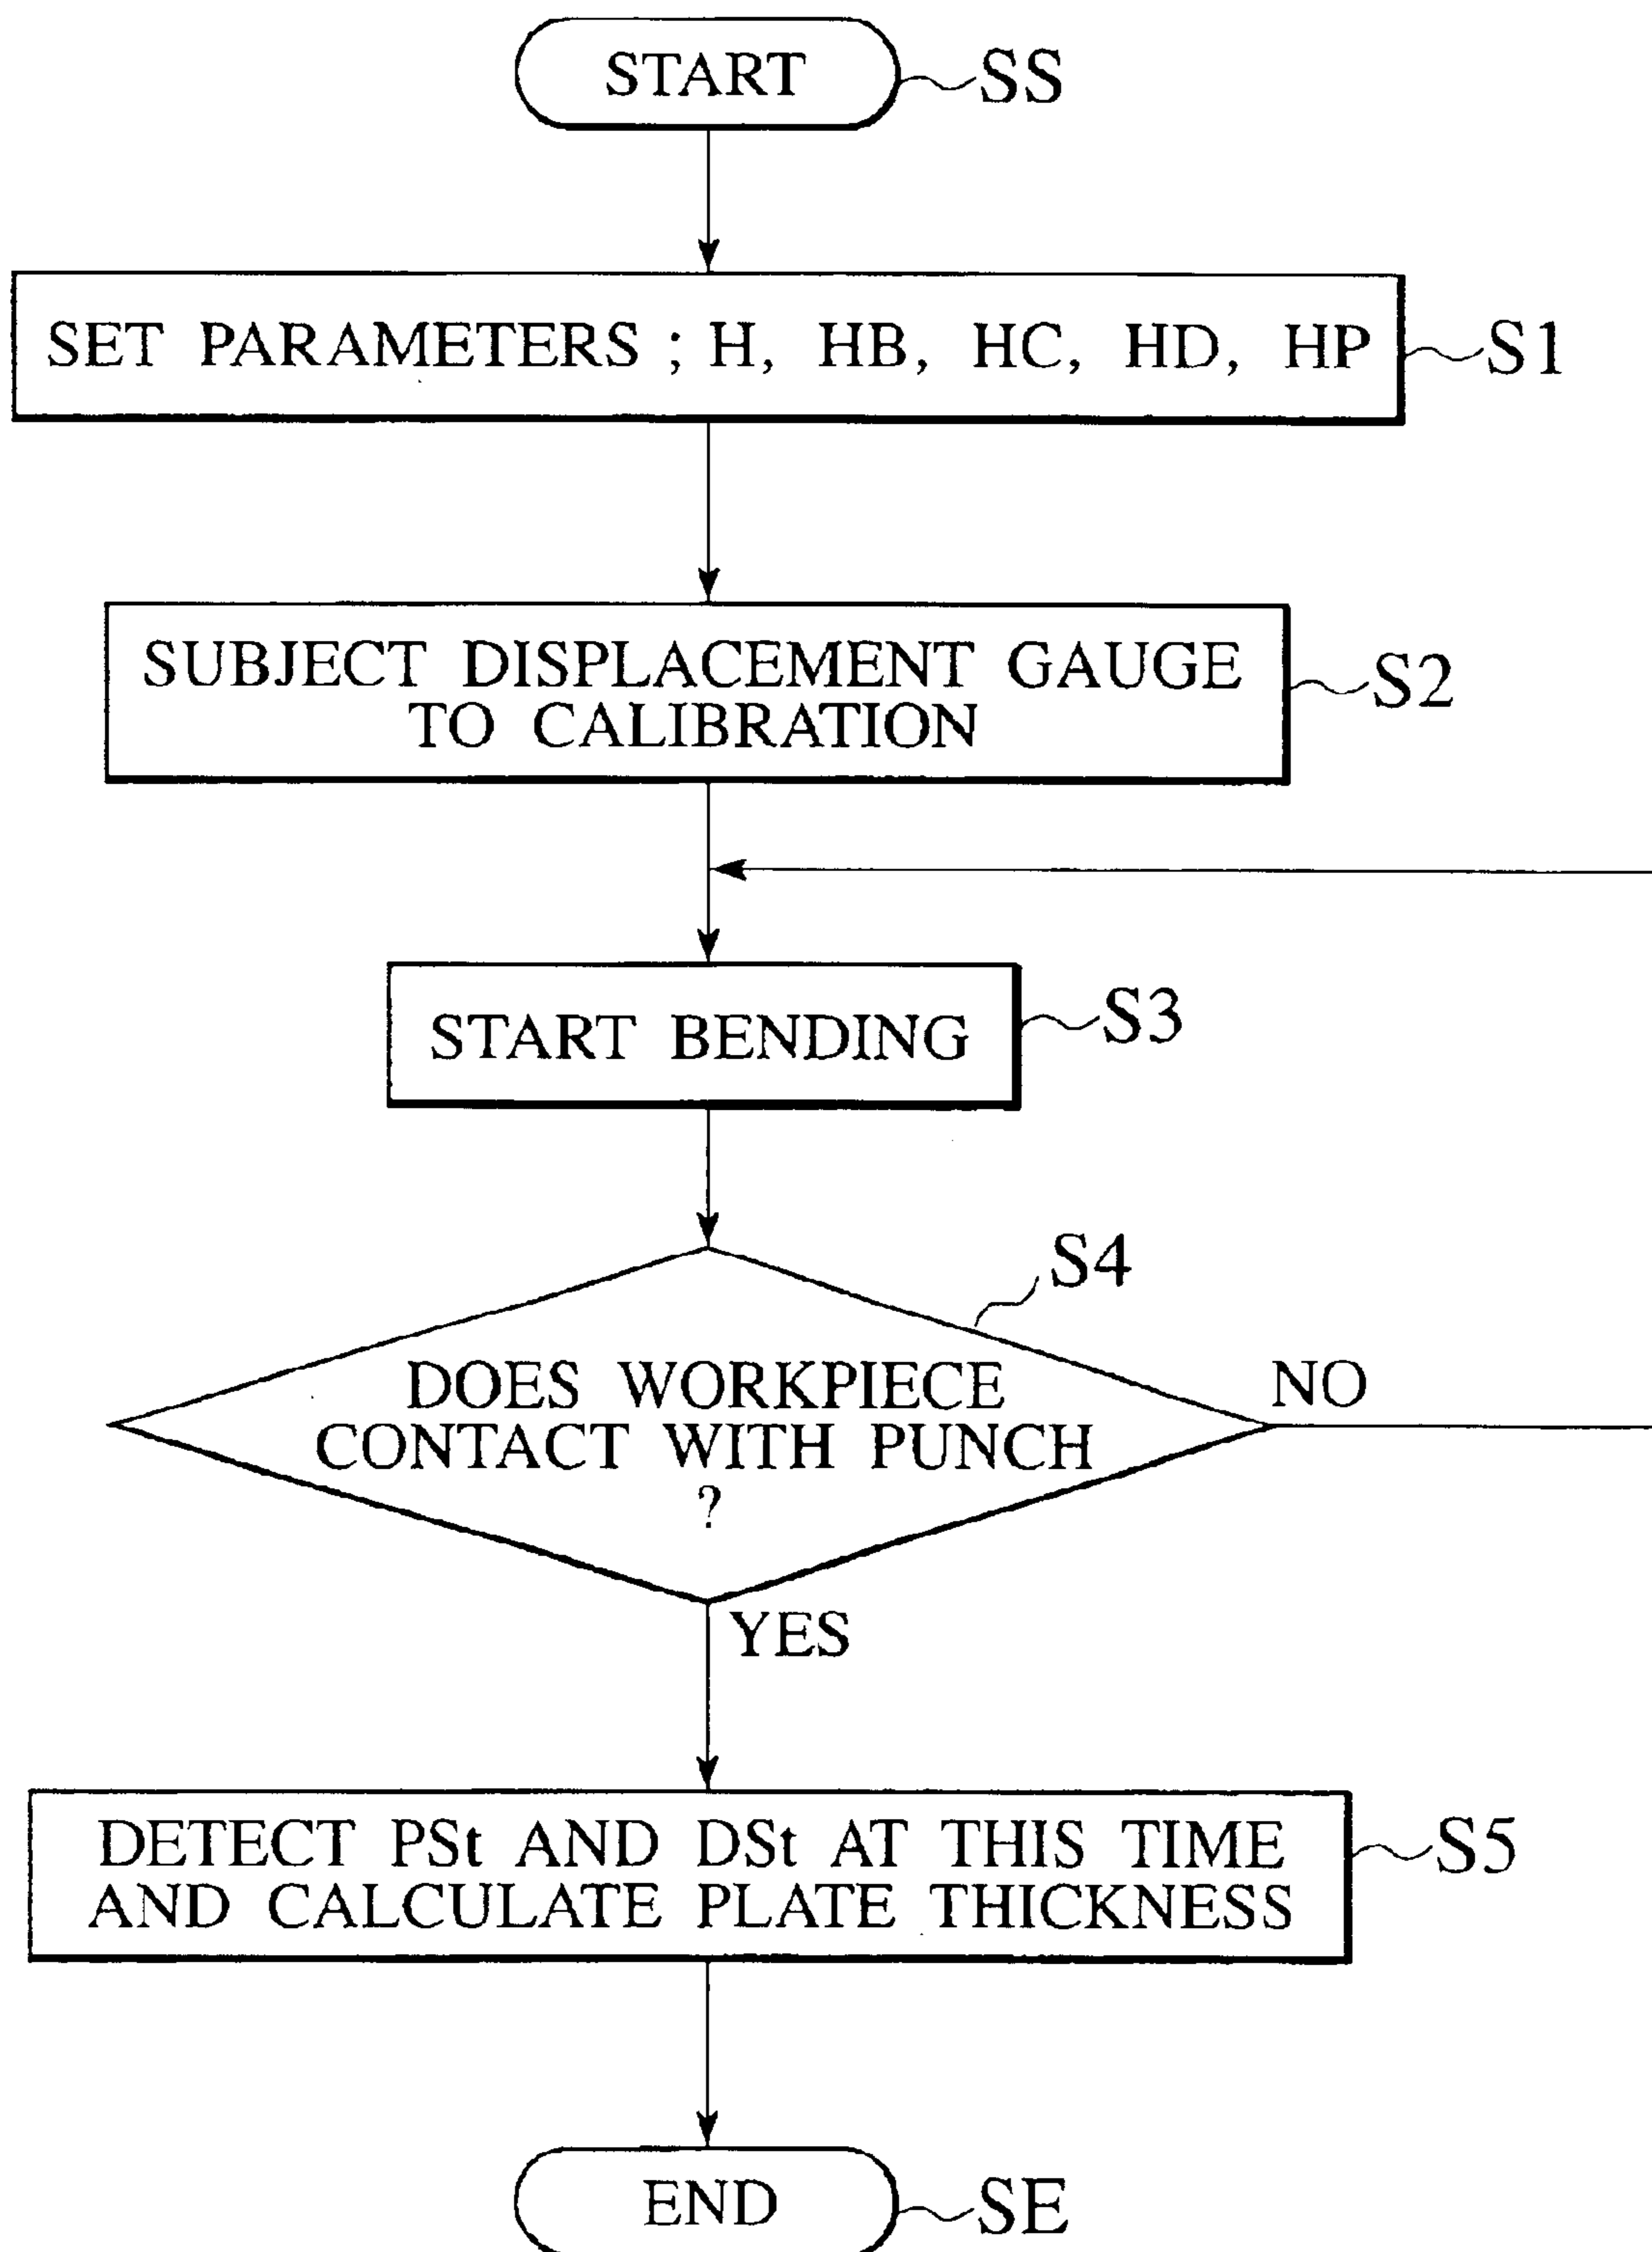 START
SS
SET PARAMETERS ; H, HB, HC, HD, HP
S1
SUBJECT DISPLACEMENT GAUGE
TO CALIBRATION
S2
START BENDING
S3
S4
DOES WORKPIECE
CONTACT WITH PUNCH
?
NO
YES
DETECT PSt AND DSt AT THIS TIME
AND CALCULATE PLATE THICKNESS
S5
END
SE